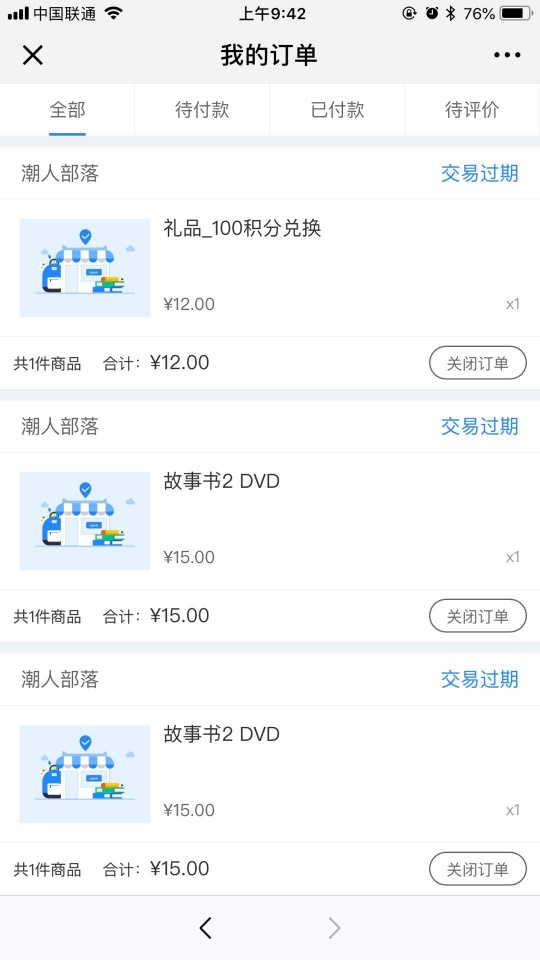 中国联通 上午9:42 76%
我的订单
全部 待付款 已付款 待评价
潮人部落 交易过期
礼品_100积分兑换
¥12.00 x1
共1件商品 合计：¥12.00 关闭订单
潮人部落 交易过期
故事书2 DVD
¥15.00 x1
共1件商品 合计：¥15.00 关闭订单
潮人部落 交易过期
故事书2 DVD
¥15.00 x1
共1件商品 合计：¥15.00 关闭订单